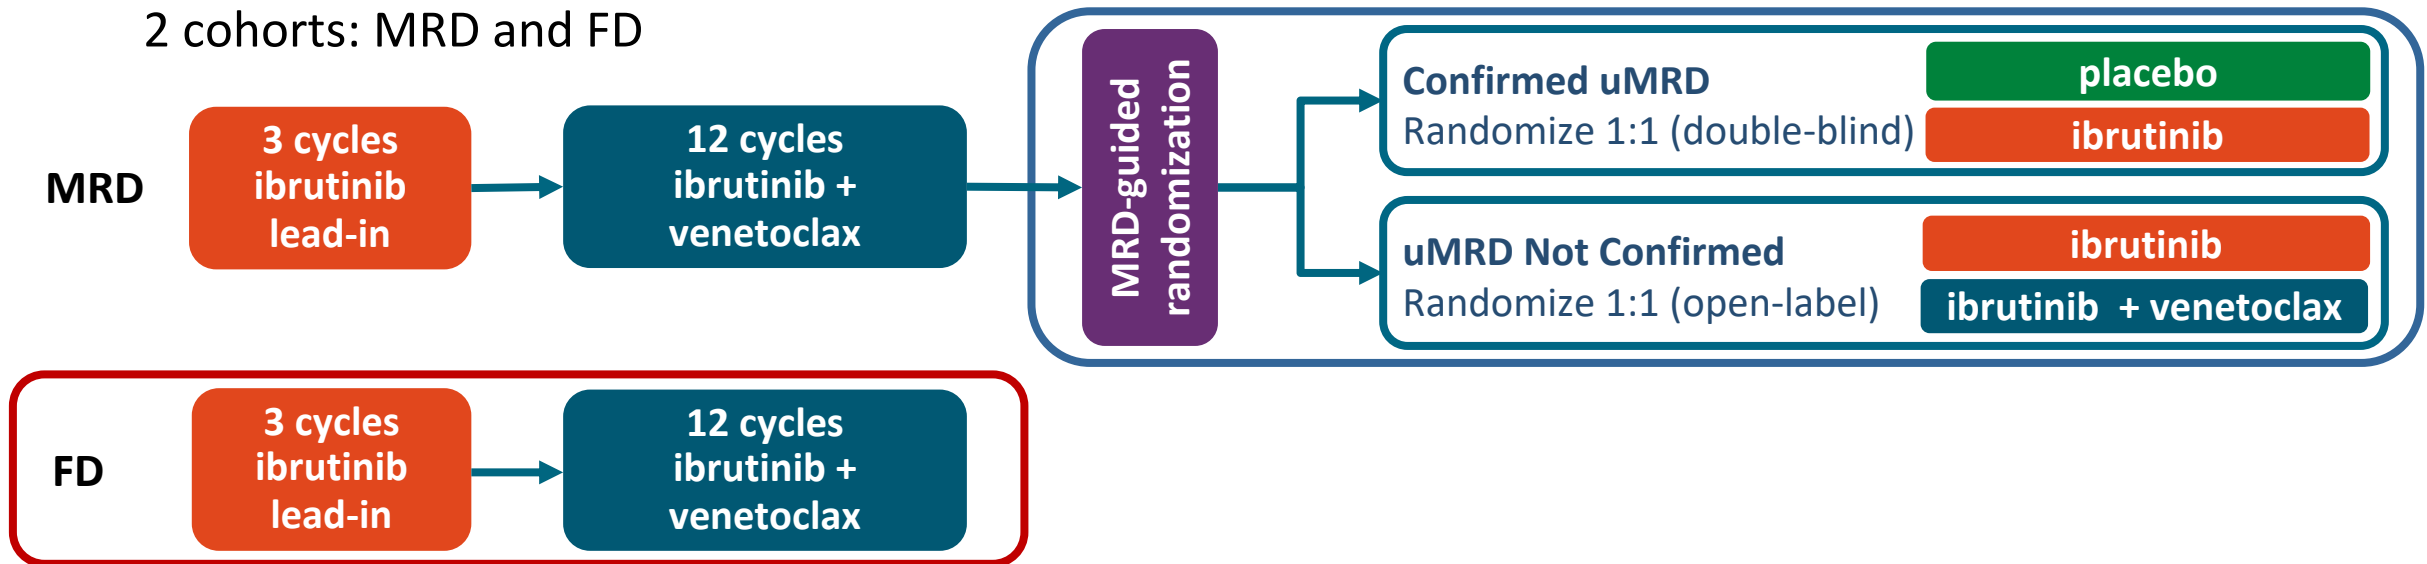 2 cohorts: MRD and FD
MRD
3 cycles
ibrutinib
lead-in
12 cycles
ibrutinib +
venetoclax
MRD-guided
randomization
Confirmed uMRD
Randomize 1:1 (double-blind)
placebo
ibrutinib
uMRD Not Confirmed
Randomize 1:1 (open-label)
ibrutinib
ibrutinib + venetoclax
FD
3 cycles
ibrutinib
lead-in
12 cycles
ibrutinib +
venetoclax